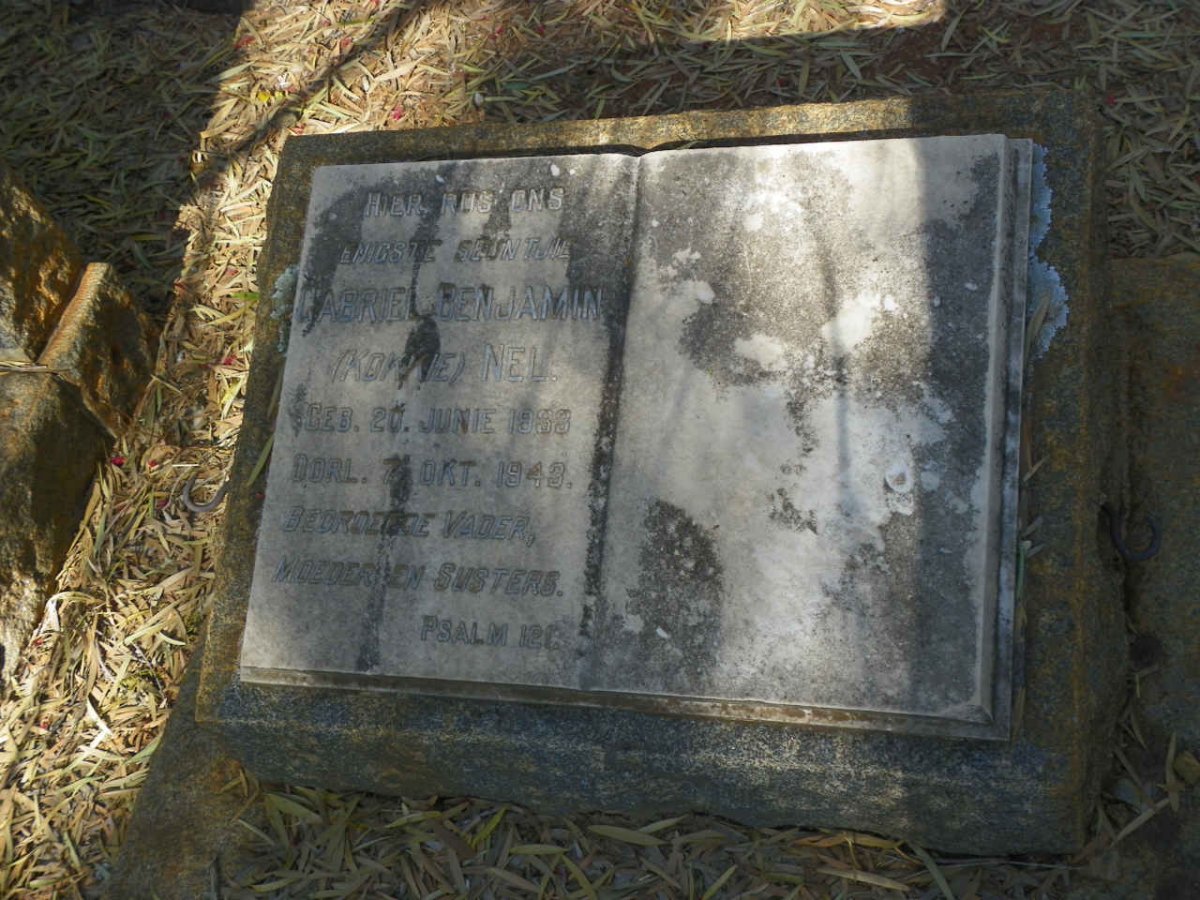 HIER RUS ONS
ENIGSTE SEUNTJIE
GABRIEL BENJAMIN
NEL.
GEB. 20. JUNIE
OORL. 7. OKT. 1943.
BEDROEFDE VADER,
MOEDER EN SUSTERS.
PSALM